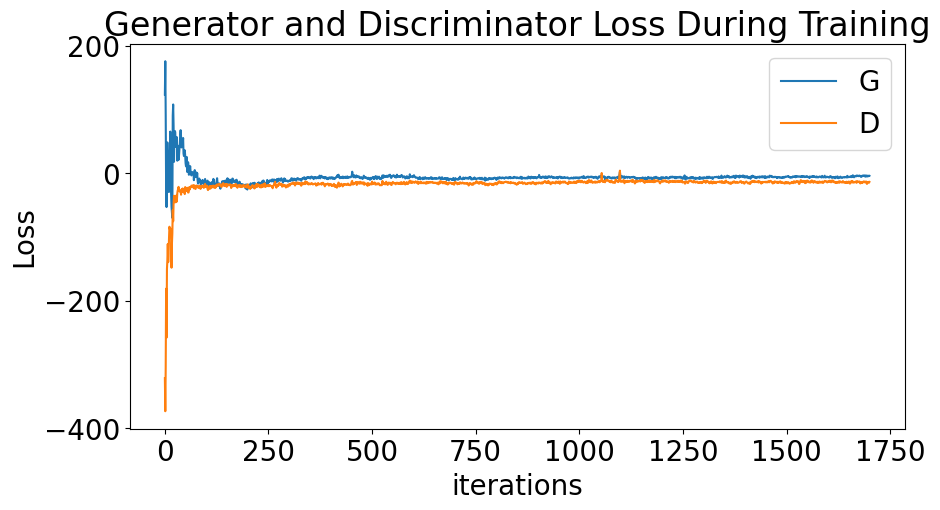 Generator and Discriminator Loss During Training
200
0
−200
−400
Loss
G
D
0 250 500 750 1000 1250 1500 1750
iterations